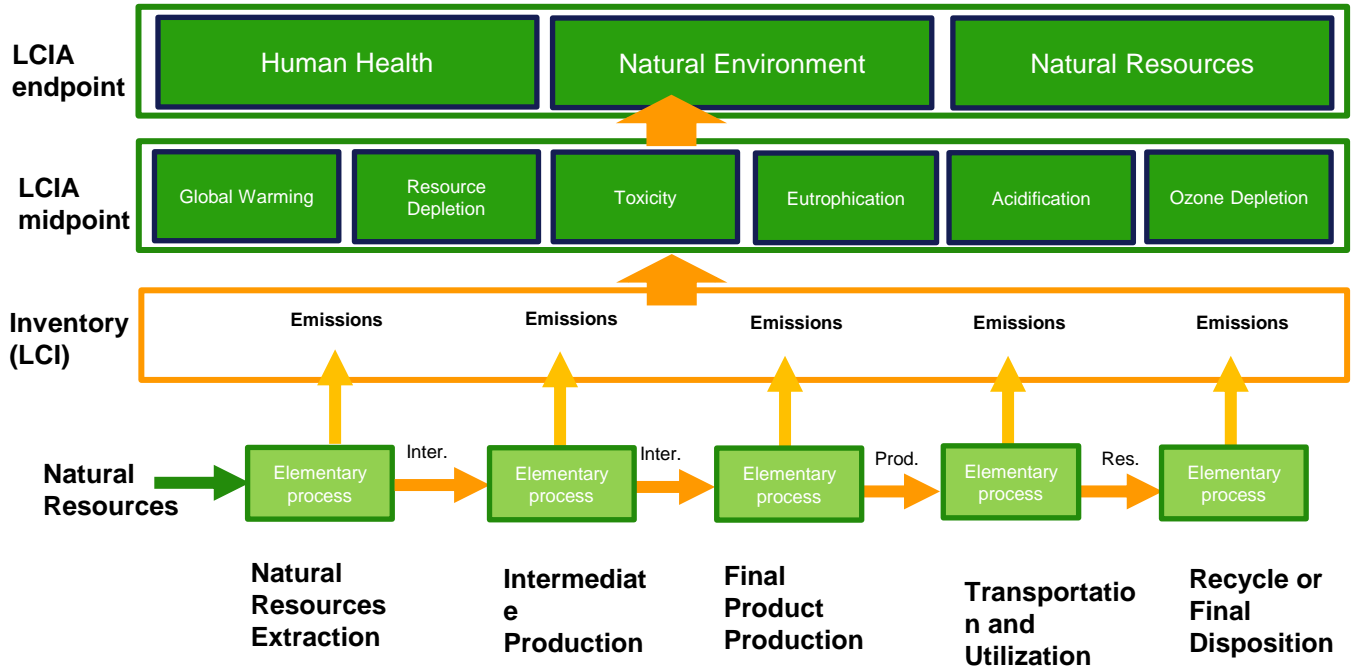 LCIA
endpoint
Human Health
Natural Environment
Natural Resources
LCIA
midpoint
Global Warming
Resource
Depletion
Toxicity
Eutrophication
Acidification
Ozone Depletion
Inventory
(LCI)
Emissions
Emissions
Emissions
Emissions
Emissions
Natural
Resources
Elementary
process
Inter.
Elementary
process
Inter.
Elementary
process
Prod.
Elementary
process
Res.
Elementary
process
Natural
Resources
Extraction
Intermediat
e
Production
Final
Product
Production
Transportatio
n and
Utilization
Recycle or
Final
Disposition